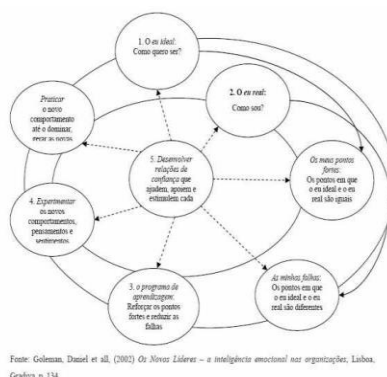 1. O eu ideal:
Como quero ser?
2. O eu real:
Como sou?
Praticar
o novo
comportamento
até o dominar,
criar as novas
5. Desenvolver
relações de
confiança que
ajudem, apoiem e
estimulem cada
Os meus pontos
fortes:
Os pontos em que
o eu ideal e o eu
real são iguais
4. Experimentar
os novos
comportamentos,
pensamentos e
sentimentos
3. o programa de
aprendizagem:
Reforçar os pontos
fortes e reduzir as
falhas
As minhas falhas:
Os pontos em que
o eu ideal e o eu
real são diferentes
Fonte: Goleman, Daniel et all, (2002) Os Novos Líderes – a inteligência emocional nas organizações, Lisboa,
Gradiva, p. 134